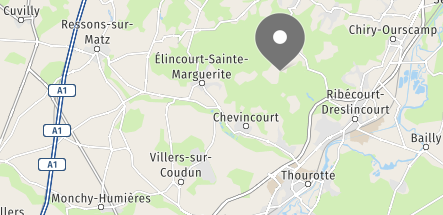 Cuvilly
Ressons-sur-
Matz
Chiry-Ourscamp
Élincourt-Sainte-
Marguerite
A1
Ribécourt-
Dreslincourt
Chevincourt
A1
Bailly
Villers-sur-
Coudun
A1
Thourotte
Monchy-Humières
llers